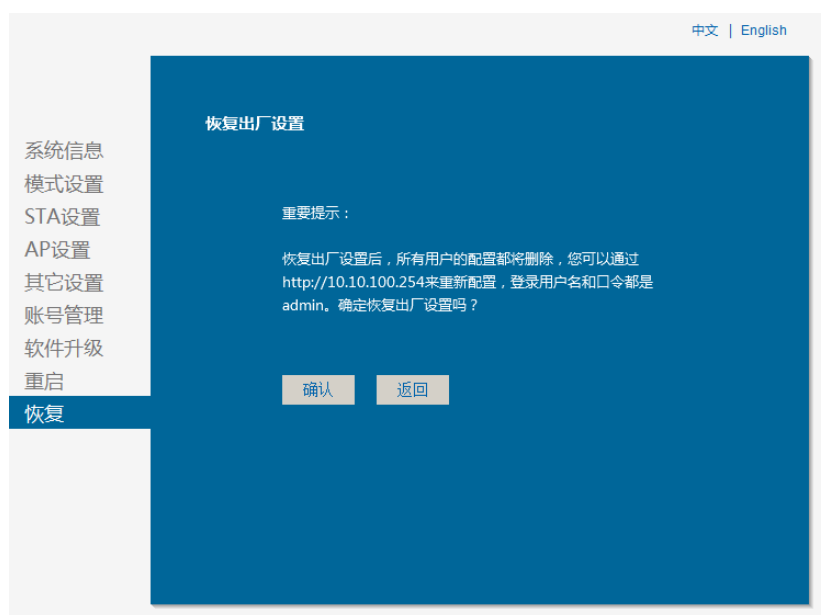 中文 | English
恢复出厂设置
系统信息
模式设置
STA设置
AP设置
其它设置
账号管理
软件升级
重启
恢复
重要提示：
恢复出厂设置后，所有用户的配置都将删除，您可以通过
http://10.10.100.254来重新配置，登录用户名和口令都是
admin。确定恢复出厂设置吗？
确认 返回